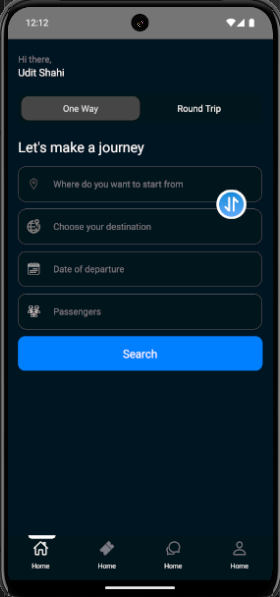 12:12
Hi there,
Udit Shahi
One Way
Round Trip
Let's make a journey
Where do you want to start from
Choose your destination
Date of departure
Passengers
Search
Home
Home
Home
Home